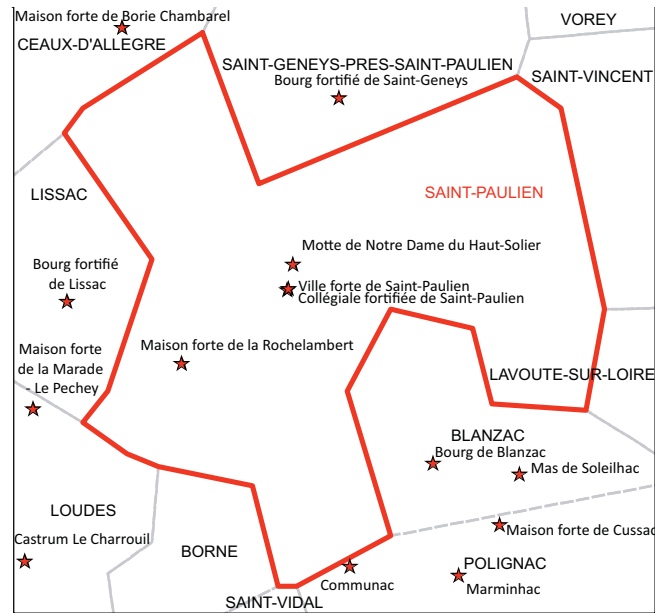 Maison forte de Borie Chambarel
CEAUX-D'ALLEGRE
VOREY
SAINT-GENEYS-PRES-SAINT-PAULIEN
Bourg fortifié de Saint-Geneys
SAINT-VINCENT
LISSAC
SAINT-PAULIEN
Motte de Notre Dame du Haut-Solier
Bourg fortifié
de Lissac
Ville forte de Saint-Paulien
Collégiale fortifiée de Saint-Paulien
Maison forte
de la Marade
- Le Pechey
Maison forte de la Rochelambert
LAVOUTE-SUR-LOIRE
BLANZAC
Bourg de Blanzac
Mas de Soleilhac
LOUDES
Castrum Le Charrouil
BORNE
Maison forte de Cussac
POLIGNAC
Communac
Marminhac
SAINT-VIDAL